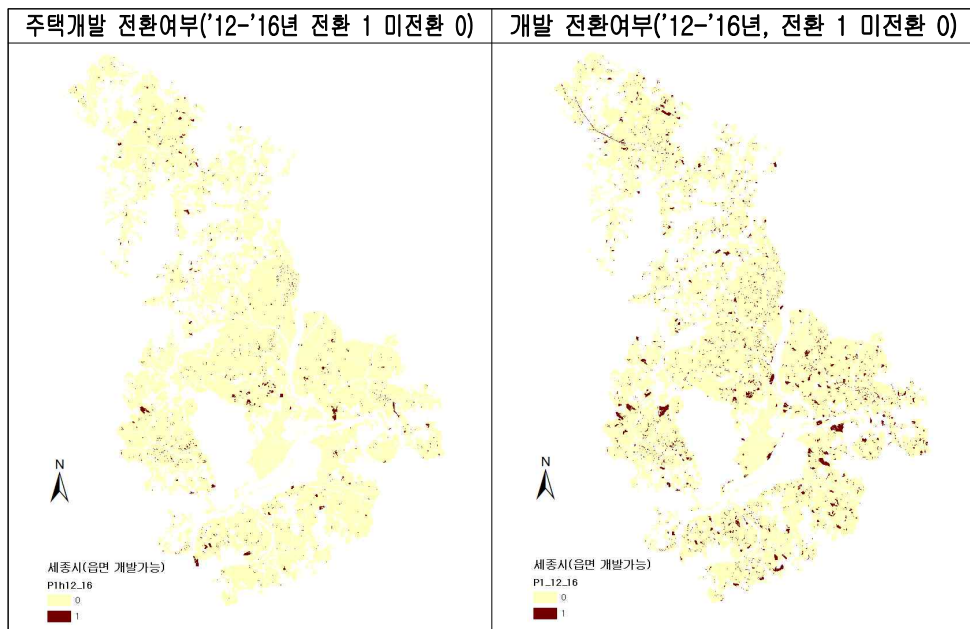 주택개발 전환여부('12-'16년 전환 1 미전환 0)
개발 전환여부('12-'16년, 전환 1 미전환 0)
N
세종시(읍면 개발가능)
P1h12_16
0
1
N
세종시(읍면 개발가능)
P1_12_16
0
1